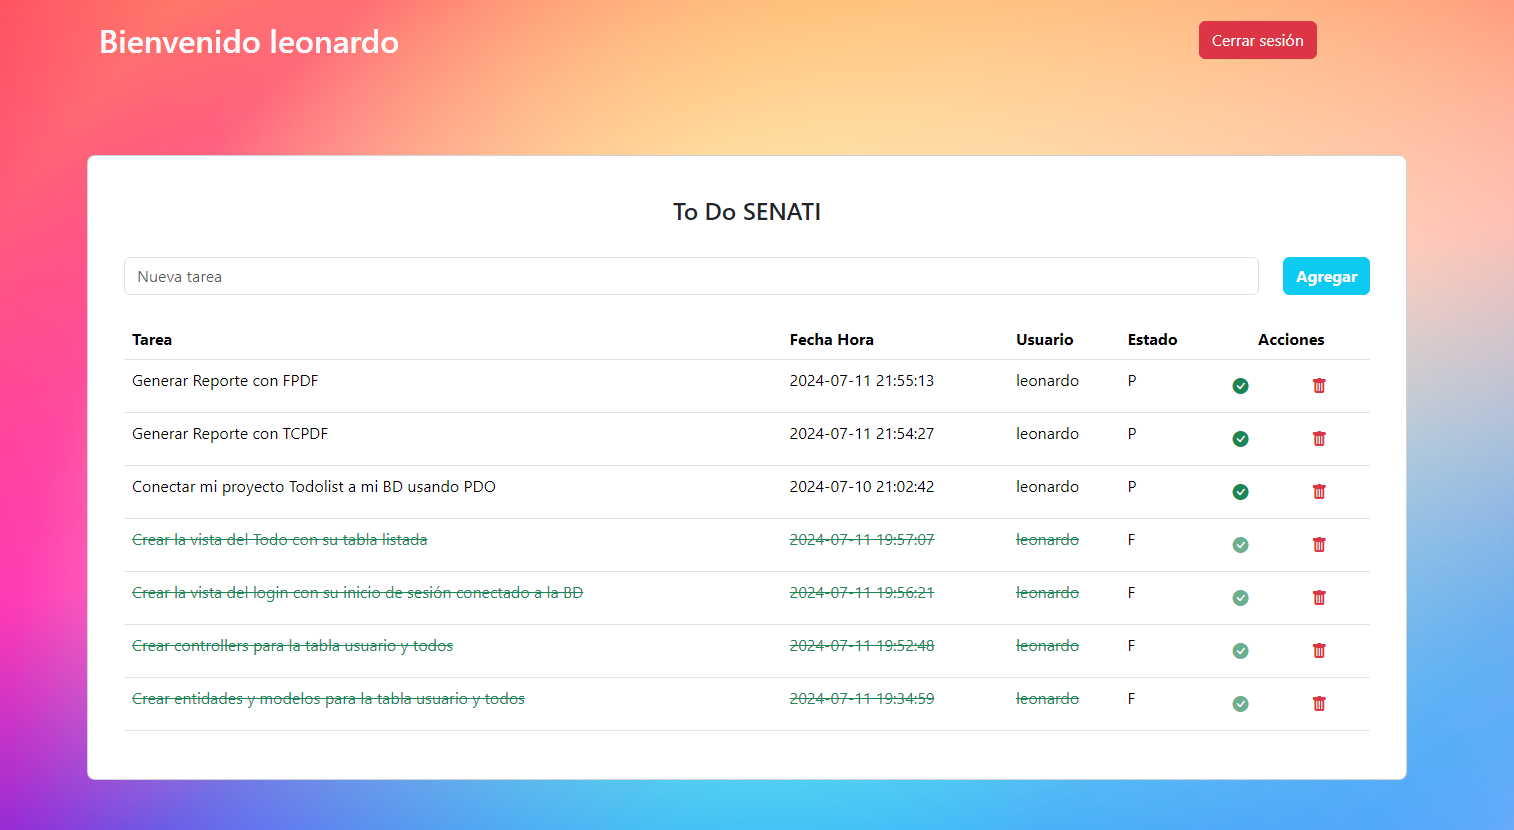 Bienvenido leonardo
Cerrar sesión
To Do SENATI
Nueva tarea
Agregar
Tarea Fecha Hora Usuario Estado Acciones
Generar Reporte con FPDF 2024-07-11 21:55:13 leonardo P
Generar Reporte con TCPDF 2024-07-11 21:54:27 leonardo P
Conectar mi proyecto Todolist a mi BD usando PDO 2024-07-10 21:02:42 leonardo P
Crear la vista del Todo con su tabla listada 2024-07-11 19:57:07 leonardo F
Crear la vista del login con su inicio de sesión conectado a la BD 2024-07-11 19:56:21 leonardo F
Crear controllers para la tabla usuario y todos 2024-07-11 19:52:48 leonardo F
Crear entidades y modelos para la tabla usuario y todos 2024-07-11 19:34:59 leonardo F